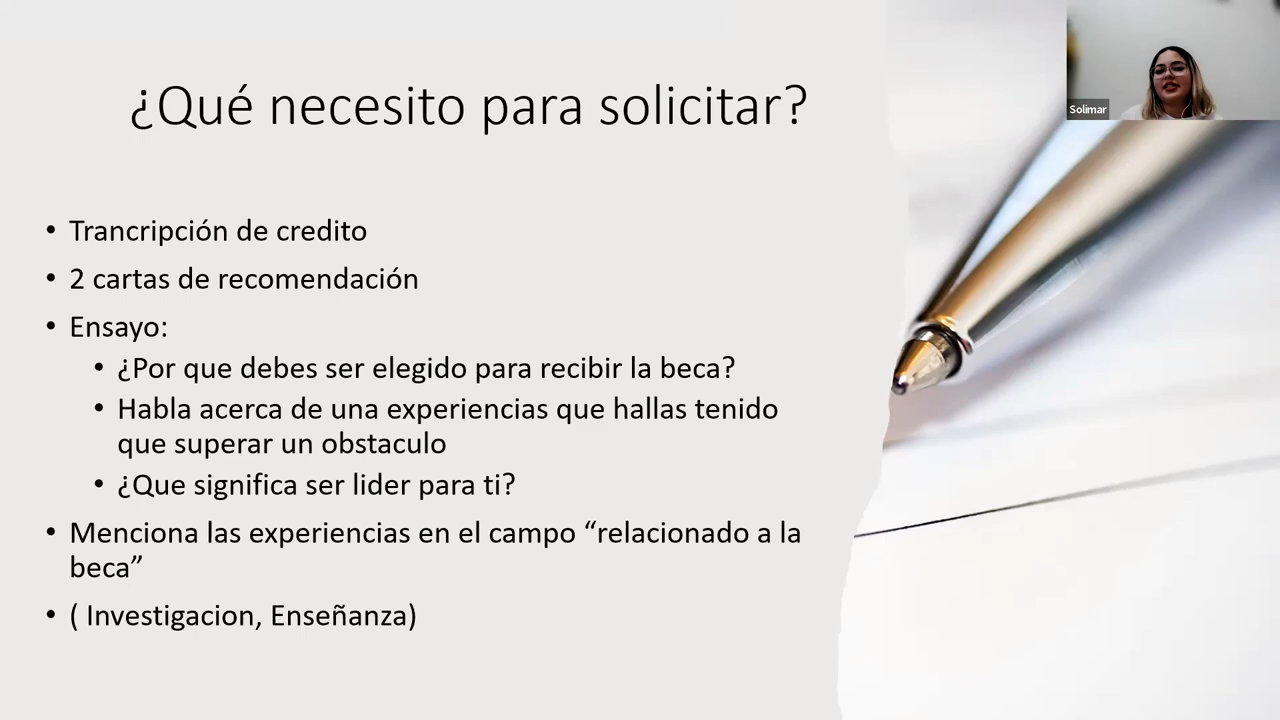 ¿Qué necesito para solicitar?
Solimar
• Trancripción de credito
• 2 cartas de recomendación
• Ensayo:
• ¿Por que debes ser elegido para recibir la beca?
• Habla acerca de una experiencias que hallas tenido
que superar un obstaculo
• ¿Que significa ser lider para ti?
• Menciona las experiencias en el campo “relacionado a la
beca”
• ( Investigacion, Enseñanza)